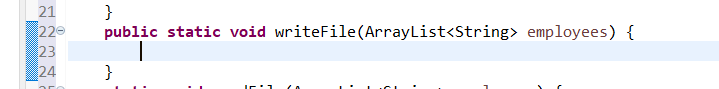 21 }
22 public static void writeFile(ArrayList<String> employees) {
23
24 }